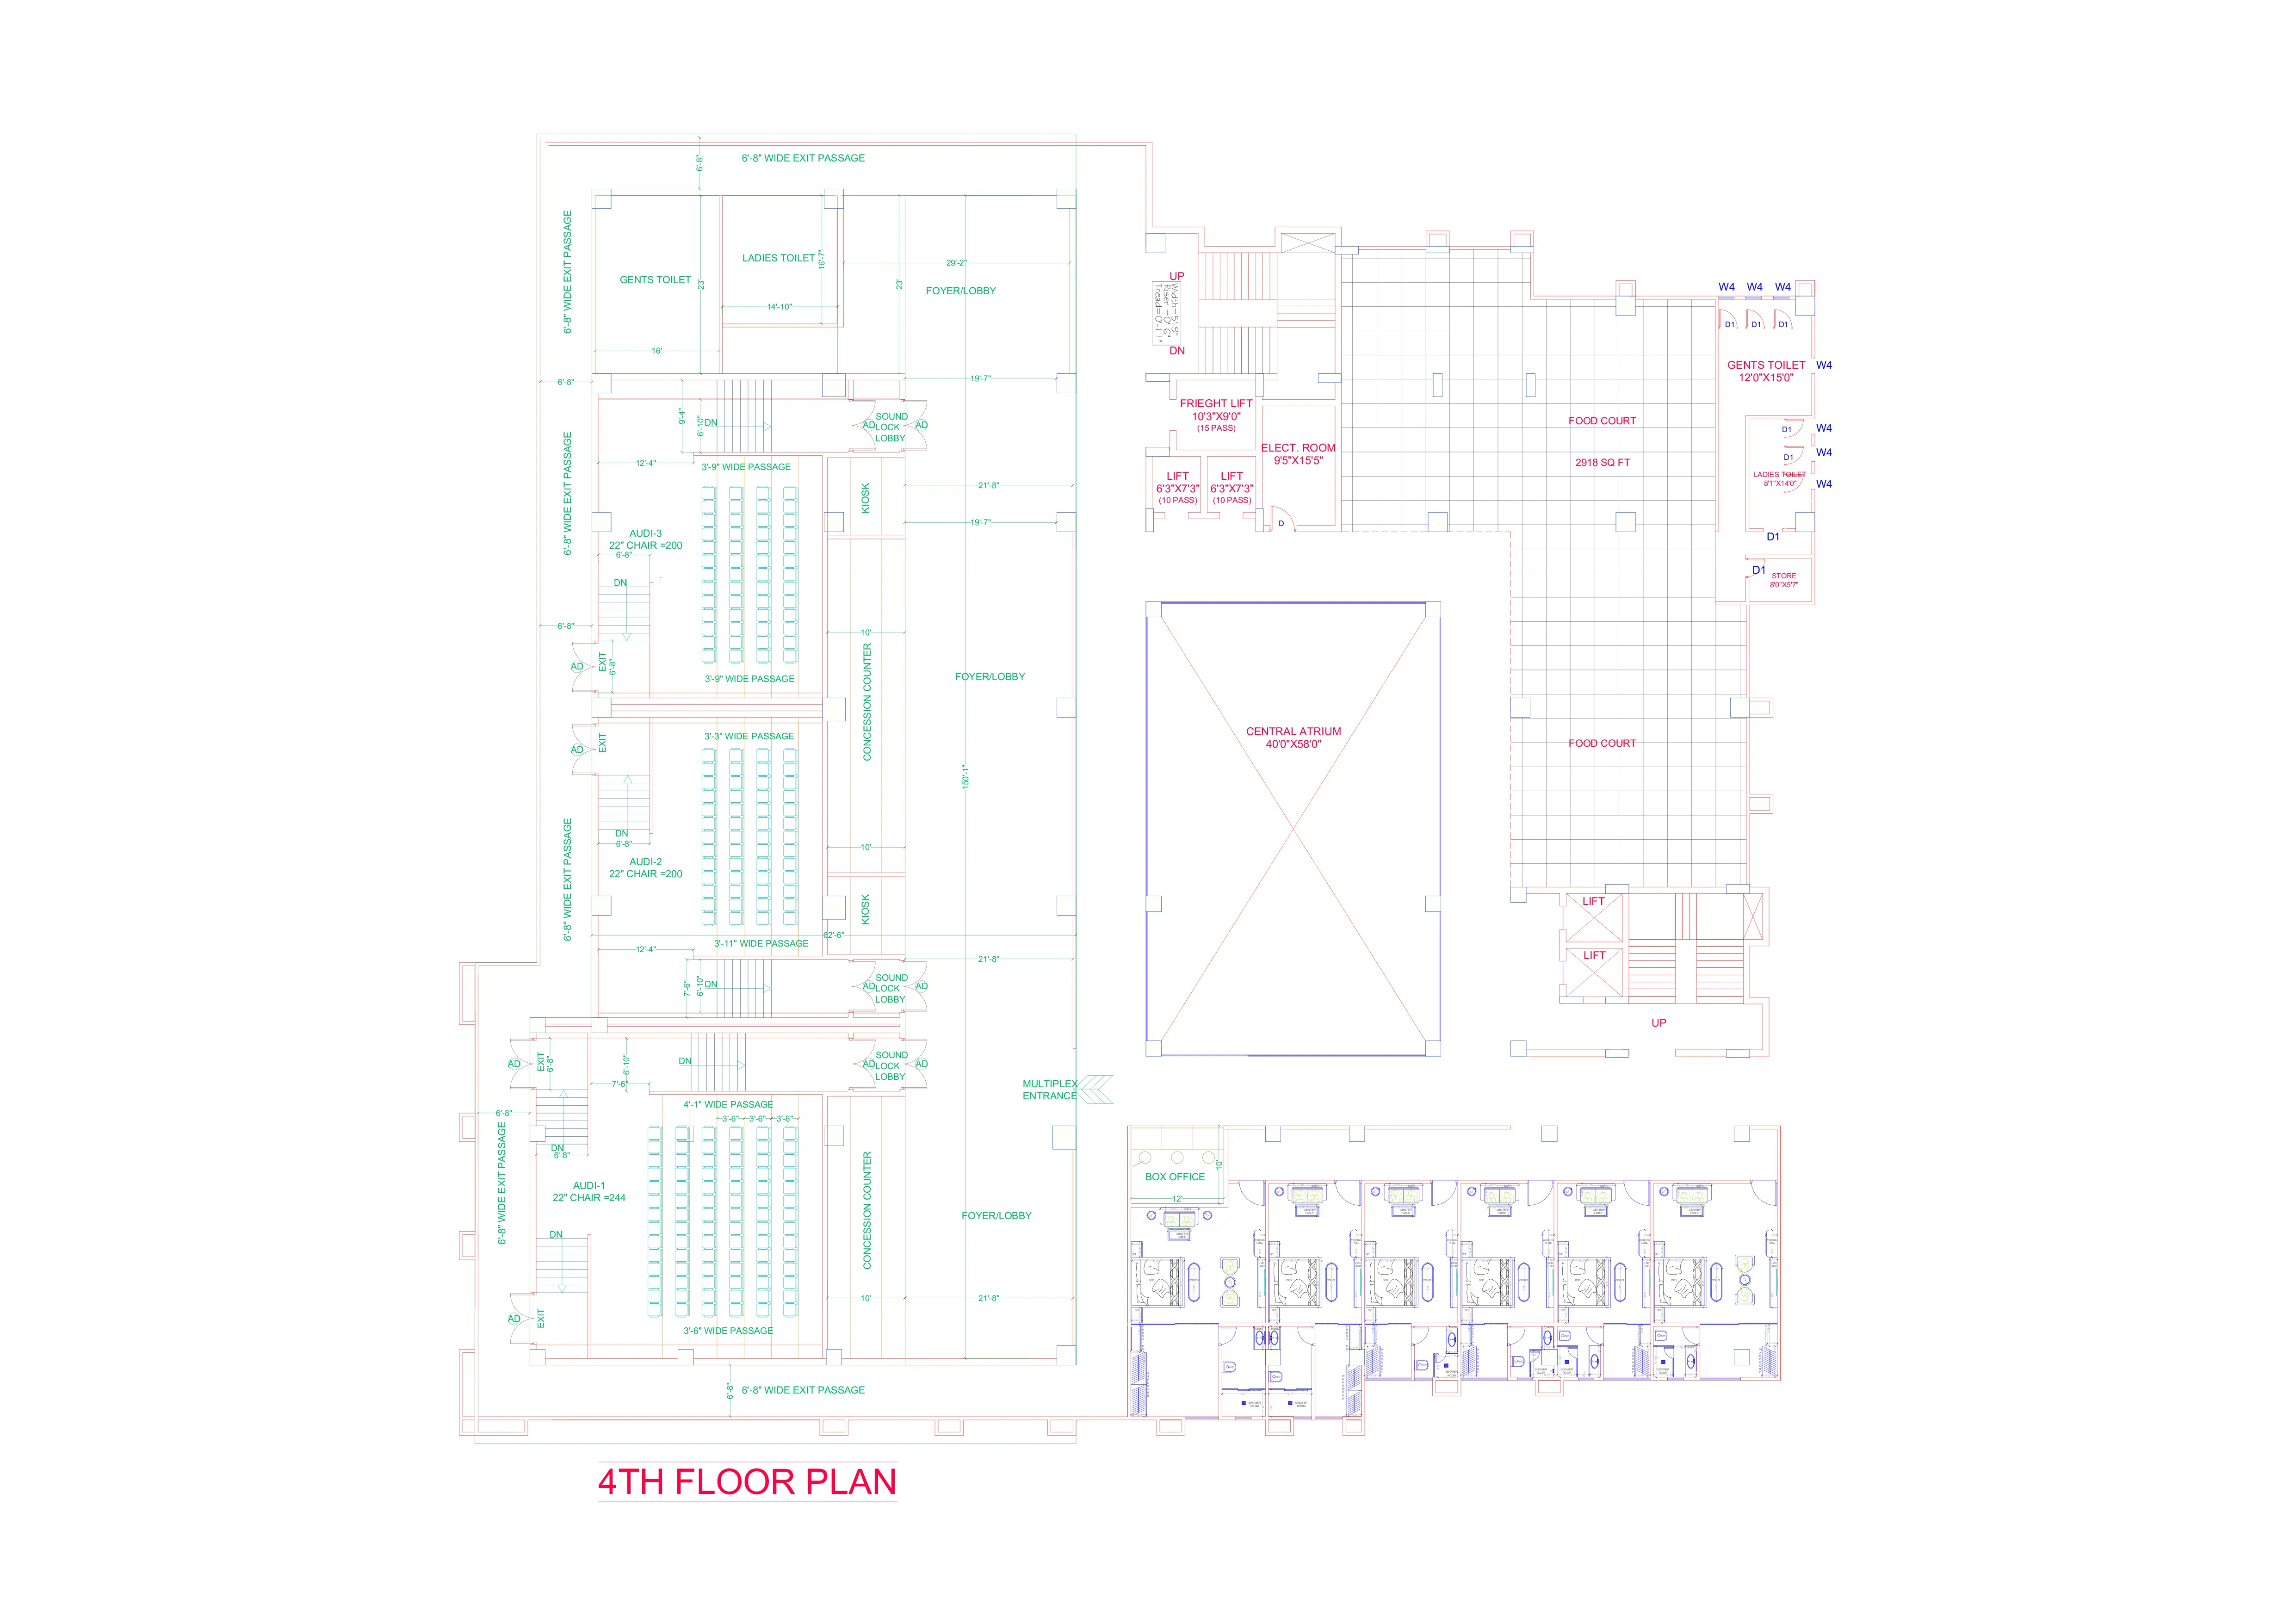 6'-8" WIDE EXIT PASSAGE
6'-8"
6'-8" WIDE EXIT PASSAGE
GENTS TOILET
23'
16'
LADIES TOILET
16'-7"
14'-10"
23'
29'-2"
FOYER/LOBBY
6'-8"
19'-7"
9'-4"
6'-10"
DN
SOUND
LOCK
LOBBY
AD
AD
12'-4"
3'-9" WIDE PASSAGE
6'-8" WIDE EXIT PASSAGE
KIOSK
21'-8"
19'-7"
AUDI-3
22" CHAIR =200
6'-8"
DN
6'-8"
10'
AD
EXIT
6'-8"
3'-9" WIDE PASSAGE
CONCESSION COUNTER
FOYER/LOBBY
AD
EXIT
3'-3" WIDE PASSAGE
150'-1"
DN
6'-8"
10'
AUDI-2
22" CHAIR =200
6'-8" WIDE EXIT PASSAGE
KIOSK
62'-6"
12'-4"
3'-11" WIDE PASSAGE
21'-8"
7'-6"
6'-10"
DN
SOUND
LOCK
LOBBY
AD
AD
AD
EXIT
6'-8"
6'-10"
DN
SOUND
LOCK
LOBBY
AD
AD
7'-6"
MULTIPLEX
ENTRANCE
4'-1" WIDE PASSAGE
3'-6"
3'-6"
3'-6"
6'-8"
6'-8" WIDE EXIT PASSAGE
DN
6'-8"
AUDI-1
22" CHAIR =244
CONCESSION COUNTER
FOYER/LOBBY
DN
10'
21'-8"
AD
EXIT
3'-6" WIDE PASSAGE
6'-8"
6'-8" WIDE EXIT PASSAGE
UP
Width=5'-9"
Riser =0'-6"
Tread=0'-11"
DN
FRIEGHT LIFT
10'3"X9'0"
(15 PASS)
ELECT. ROOM
9'5"X15'5"
LIFT
6'3"X7'3"
(10 PASS)
LIFT
6'3"X7'3"
(10 PASS)
D
FOOD COURT
2918 SQ FT
W4
W4
W4
D1
D1
D1
GENTS TOILET
12'0"X15'0"
W4
W4
D1
W4
D1
LADIES TOILET
8'1"X14'0"
W4
D1
D1
STORE
8'0"X5'7"
CENTRAL ATRIUM
40'0"X58'0"
FOOD COURT
LIFT
LIFT
UP
BOX OFFICE
10'
12'
4TH FLOOR PLAN